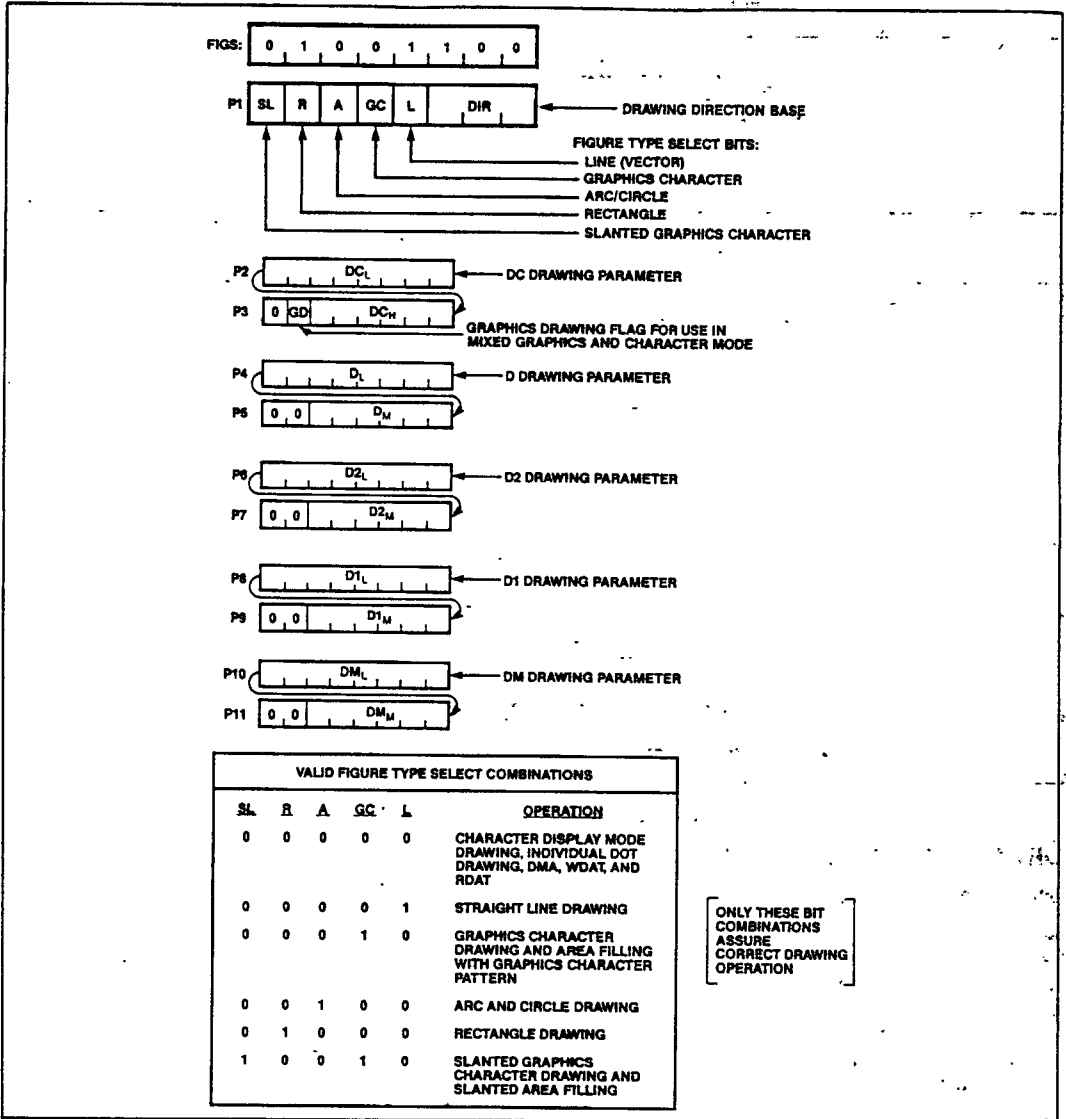 FIGS: 0 1 0 0 1 1 0 0
P1 SL R A GC L DIR DRAWING DIRECTION BASE
FIGURE TYPE SELECT BITS:
LINE (VECTOR)
GRAPHICS CHARACTER
ARC/CIRCLE
RECTANGLE
SLANTED GRAPHICS CHARACTER
P2 DCL DC DRAWING PARAMETER
P3 0 GD DCH
GRAPHICS DRAWING FLAG FOR USE IN
MIXED GRAPHICS AND CHARACTER MODE
P4 DL D DRAWING PARAMETER
P5 0 0 DM
P6 D2L D2 DRAWING PARAMETER
P7 0 0 D2M
P8 D1L D1 DRAWING PARAMETER
P9 0 0 D1M
P10 DML DM DRAWING PARAMETER
P11 0 0 DMM
VALID FIGURE TYPE SELECT COMBINATIONS
SL R A GC L OPERATION
0 0 0 0 0 CHARACTER DISPLAY MODE
DRAWING, INDIVIDUAL DOT
DRAWING, DMA, WDAT, AND
RDAT
0 0 0 0 1 STRAIGHT LINE DRAWING
0 0 0 1 0 GRAPHICS CHARACTER
DRAWING AND AREA FILLING
WITH GRAPHICS CHARACTER
PATTERN
0 0 1 0 0 ARC AND CIRCLE DRAWING
0 1 0 0 0 RECTANGLE DRAWING
1 0 0 1 0 SLANTED GRAPHICS
CHARACTER DRAWING AND
SLANTED AREA FILLING
ONLY THESE BIT
COMBINATIONS
ASSURE
CORRECT DRAWING
OPERATION